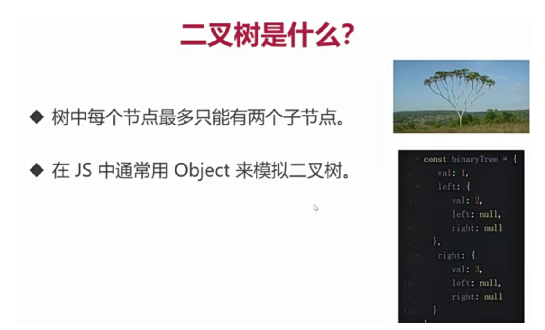 二叉树是什么?
◆ 树中每个节点最多只能有两个子节点。
◆ 在 JS 中通常用 Object 来模拟二叉树。
const binaryTree = {
val: 1,
left: {
val: 2,
left: null,
right: null
},
right: {
val: 3,
left: null,
right: null
}
}